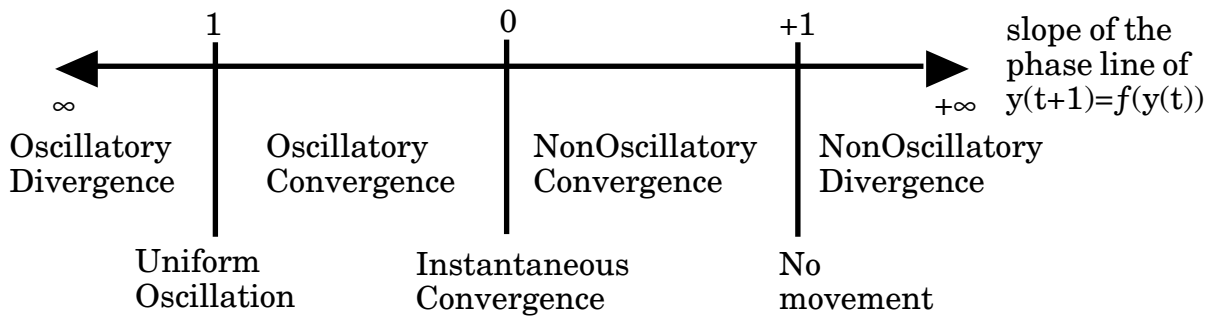 1
0
+1
slope of the
phase line of
y(t+1)=f(y(t))
∞
+∞
Oscillatory
Divergence
Oscillatory
Convergence
NonOscillatory
Convergence
NonOscillatory
Divergence
Uniform
Oscillation
Instantaneous
Convergence
No
movement